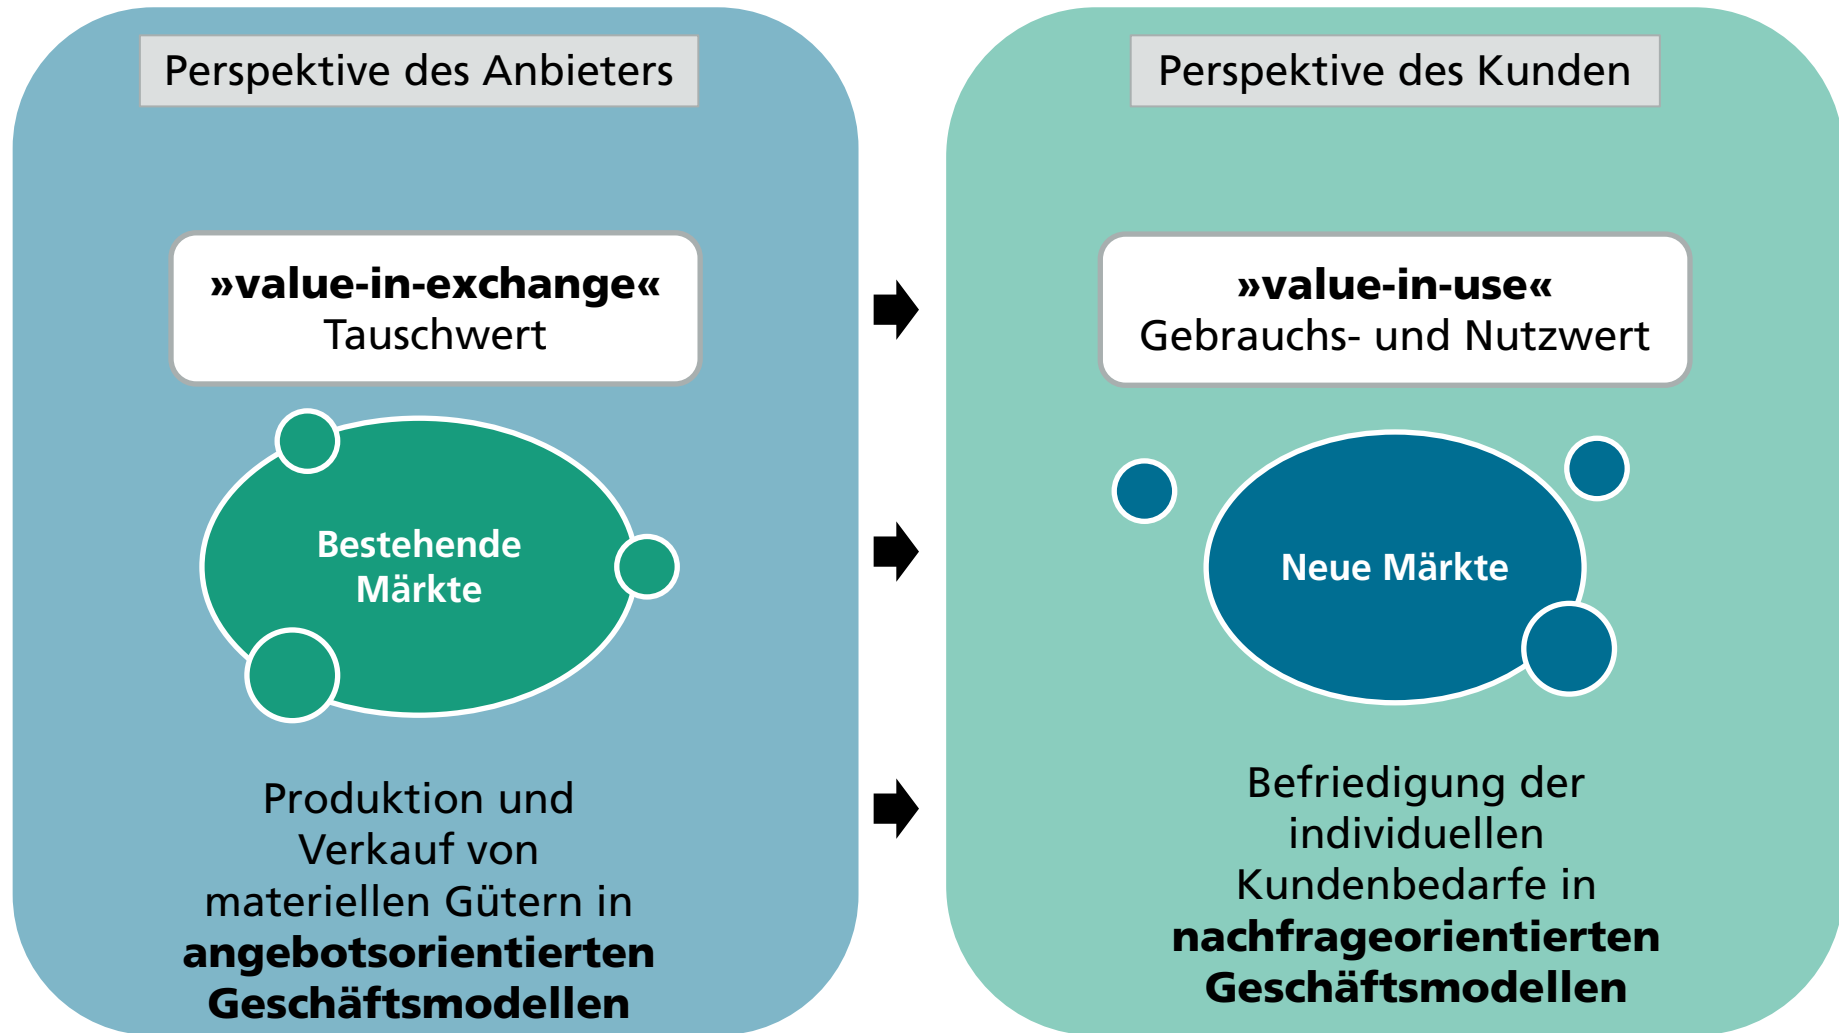 Perspektive des Anbieters
»value-in-exchange«
Tauschwert
Bestehende
Märkte
Produktion und
Verkauf von
materiellen Gütern in
angebotsorientierten
Geschäftsmodellen
Perspektive des Kunden
»value-in-use«
Gebrauchs- und Nutzwert
Neue Märkte
Befriedigung der
individuellen
Kundenbedarfe in
nachfrageorientierten
Geschäftsmodellen